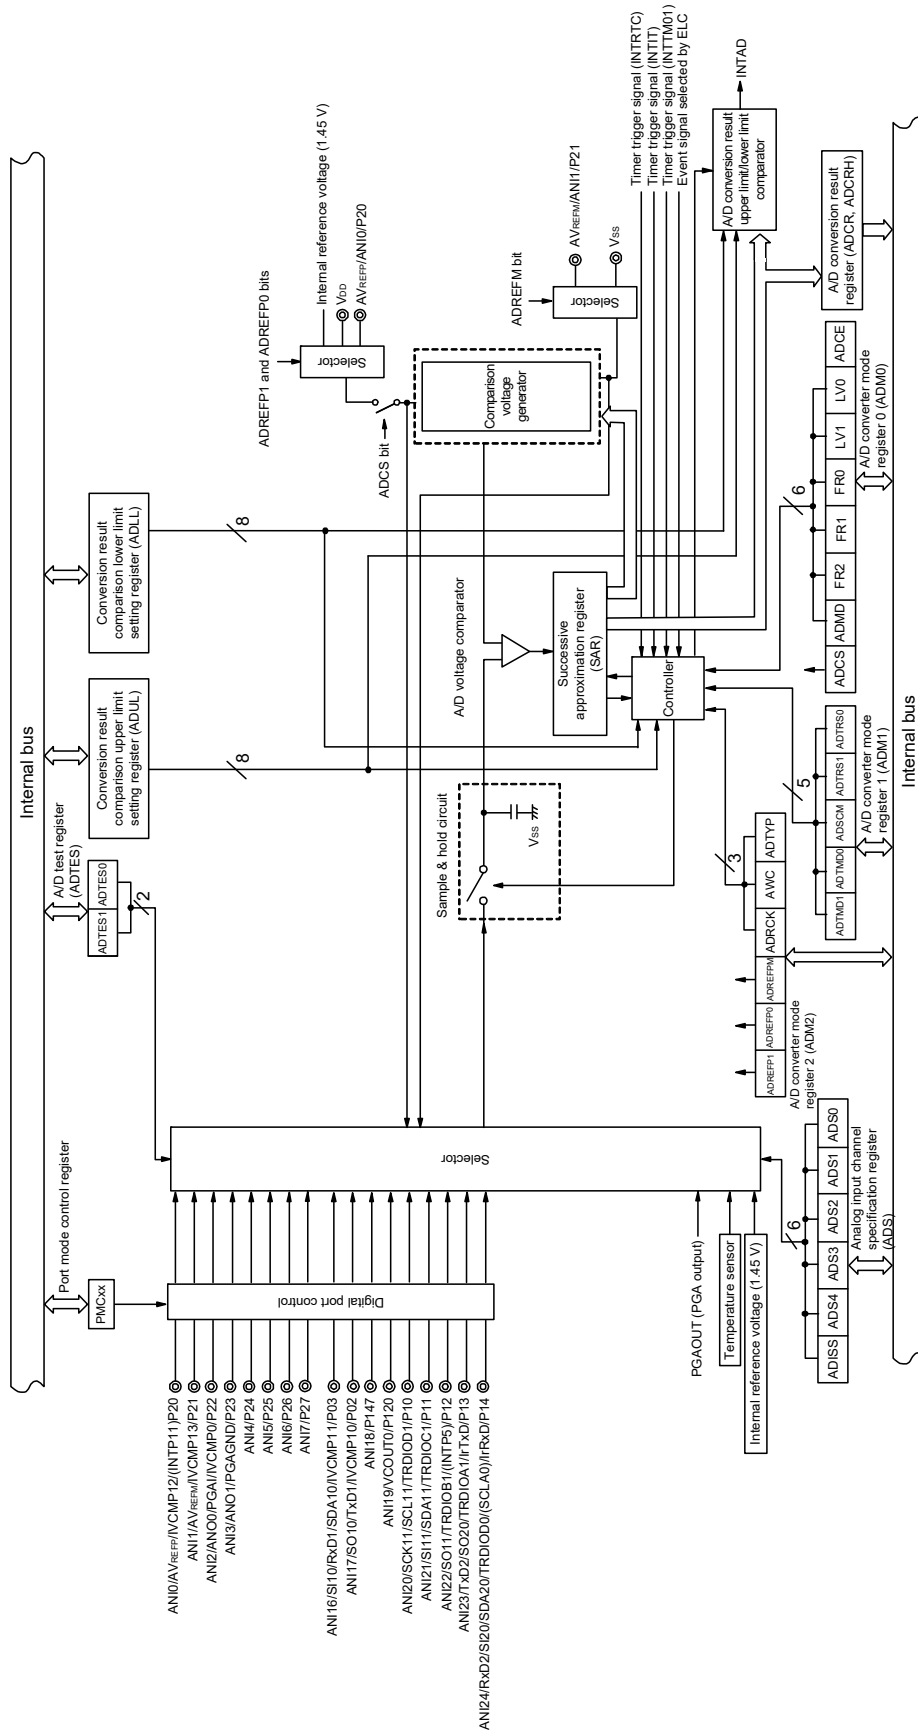 Internal bus
Port mode control register
PMCxx
A/D test register
(ADTES)
ADTES1
ADTES0
2
Conversion result
comparison upper limit
setting register (ADUL)
8
Conversion result
comparison lower limit
setting register (ADLL)
8
ADREFP1 and ADREFP0 bits
Internal reference voltage (1.45 V)
VDD
AVREFP/ANI0/P20
Selector
ADCS bit
ANI0/AVREFP/IVCMP12/(INTP11)P20
ANI1/AVREFM/IVCMP13/P21
ANI2/ANO0/PGAI/IVCMP0/P22
ANI3/ANO1/PGAGND/P23
ANI4/P24
ANI5/P25
ANI6/P26
ANI7/P27
ANI16/SI10/RxD1/SDA10/IVCMP11/P03
ANI17/SO10/TxD1/IVCMP10/P02
ANI18/P147
ANI19/VCOUT0/P120
ANI20/SCK11/SCL11/TRDIOD1/P10
ANI21/SI11/SDA11/TRDIOC1/P11
ANI22/SO11/TRDIOB1/(INTP5)/P12
ANI23/TxD2/SO20/TRDIOA1/IrTxD/P13
ANI24/RxD2/SI20/SDA20/TRDIOD0/(SCLA0)/IrRxD/P14
Digital port control
Selector
PGAOUT (PGA output)
Temperature sensor
Internal reference voltage (1.45 V)
Sample & hold circuit
VSS
A/D voltage comparator
Comparison
voltage
generator
ADREFM bit
AVREFM/ANI1/P21
VSS
Selector
Successive
approximation register
(SAR)
Controller
Timer trigger signal (INTRTC)
Timer trigger signal (INTIT)
Timer trigger signal (INTTM01)
Event signal selected by ELC
A/D conversion result
upper limit/lower limit
comparator
INTAD
6
ADISS
ADS4
ADS3
ADS2
ADS1
ADS0
Analog input channel
specification register
(ADS)
3
ADREFP1
ADREFP0
ADREFPM
ADRCK
AWC
ADTYP
A/D converter mode
register 2 (ADM2)
5
ADTMD1
ADTMD0
ADSCM
ADTRS1
ADTRS0
A/D converter mode
register 1 (ADM1)
6
ADCS
ADMD
FR2
FR1
FR0
LV1
LV0
ADCE
A/D converter mode
register 0 (ADM0)
A/D conversion result
register (ADCR, ADCRH)
Internal bus